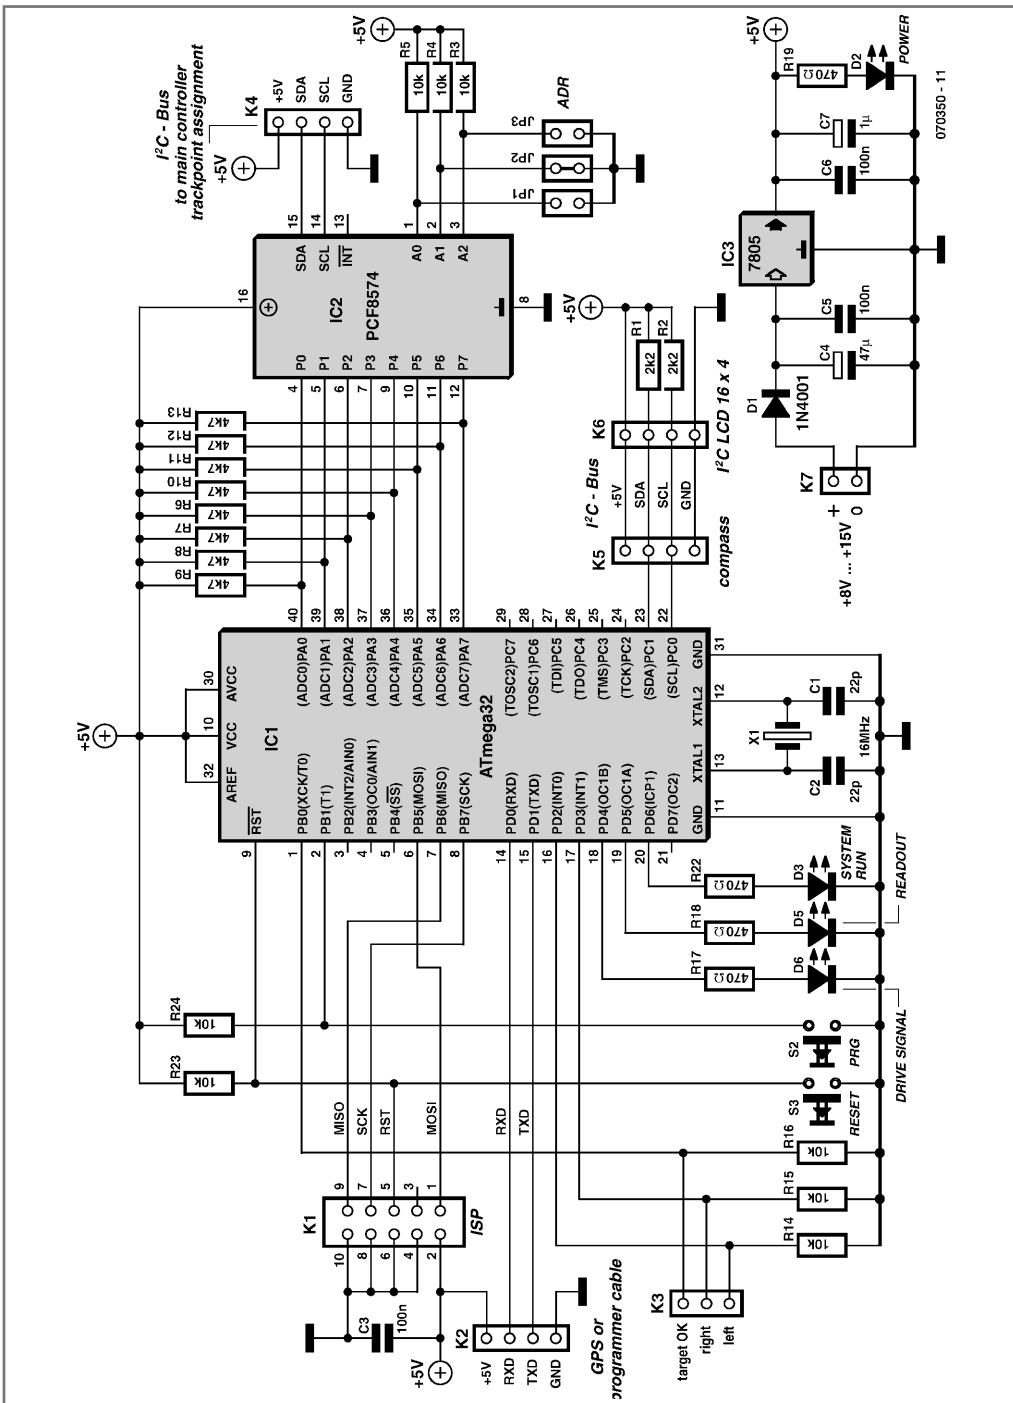 +5V
R5
R4
R3
10k
10k
10k
ADR
JP3
JP2
JP1
I²C - Bus
to main controller
trackpoint assignment
K4
+5V
SDA
SCL
GND
+5V
15
14
13
1
2
3
SDA
SCL
INT
A0
A1
A2
16
IC2
PCF8574
8
P0
P1
P2
P3
P4
P5
P6
P7
4
5
6
7
9
10
11
12
R13
R12
R11
R10
R6
R7
R8
R9
4k7
4k7
4k7
4k7
4k7
4k7
4k7
4k7
+5V
R19
470Ω
D2
POWER
C7
1µ
C6
100n
070350 - 11
IC3
7805
C5
100n
C4
47µ
D1
1N4001
K7
+
0
+8V ... +15V
+5V
R1
R2
2k2
2k2
K6
I²C LCD 16 x 4
I²C - Bus
+5V
SDA
SCL
GND
K5
compass
40
39
38
37
36
35
34
33
29
28
27
26
25
24
23
22
(ADC0)PA0
(ADC1)PA1
(ADC2)PA2
(ADC3)PA3
(ADC4)PA4
(ADC5)PA5
(ADC6)PA6
(ADC7)PA7
(TOSC2)PC7
(TOSC1)PC6
(TDI)PC5
(TDO)PC4
(TMS)PC3
(TCK)PC2
(SDA)PC1
(SCL)PC0
+5V
30
10
32
AVCC
VCC
AREF
IC1
ATmega32
GND
XTAL2
XTAL1
GND
31
12
13
11
C1
22p
X1
16MHz
C2
22p
RST
PB0(XCK/T0)
PB1(T1)
PB2(INT2/AIN0)
PB3(OC0/AIN1)
PB4(SS)
PB5(MOSI)
PB6(MISO)
PB7(SCK)
PD0(RXD)
PD1(TXD)
PD2(INT0)
PD3(INT1)
PD4(OC1B)
PD5(OC1A)
PD6(ICP1)
PD7(OC2)
9
1
2
3
4
5
6
7
8
14
15
16
17
18
19
20
21
R22
470Ω
D3
SYSTEM
RUN
R18
470Ω
D5
READOUT
R17
470Ω
D6
DRIVE SIGNAL
R24
10k
S2
PRG
R23
10k
S3
RESET
MISO
SCK
RST
MOSI
RXD
TXD
R16
10k
R15
10k
R14
10k
K1
9
7
5
3
1
10
8
6
4
2
ISP
C3
100n
+5V
K2
+5V
RXD
TXD
GND
GPS or
programmer cable
K3
target OK
right
left